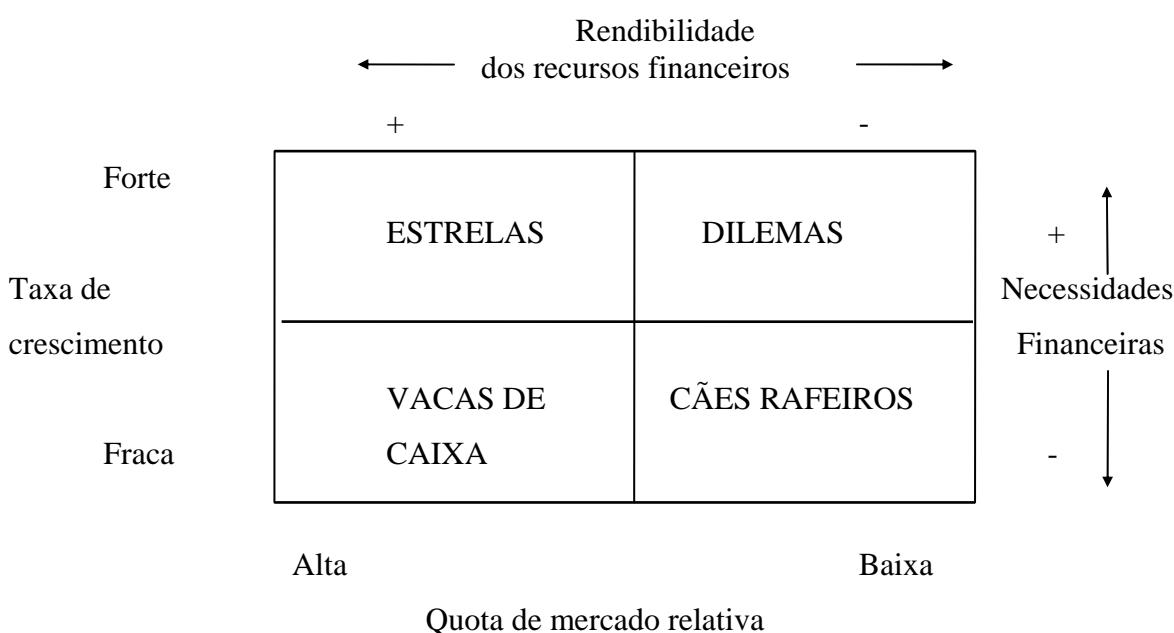 Rendibilidade
dos recursos financeiros
+ -
Forte
ESTRELAS DILEMAS +
Taxa de Necessidades
crescimento Financeiras
VACAS DE CÃES RAFEIROS
Fraca CAIXA -
Alta Baixa
Quota de mercado relativa